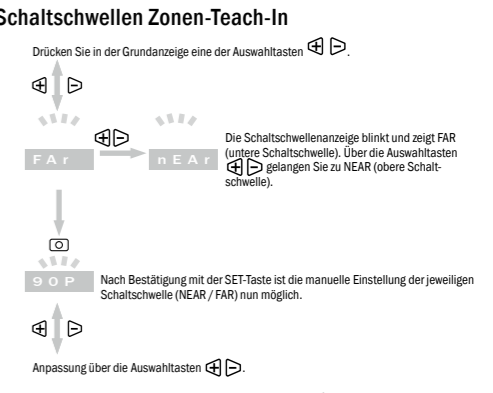 Schaltschwellen Zonen-Teach-In
Drücken Sie in der Grundanzeige eine der Auswahltasten + −.
+ −
+ −
FAr
nEAr
Die Schaltschwellenanzeige blinkt und zeigt FAR
(untere Schaltschwelle). Über die Auswahltasten
+ − gelangen Sie zu NEAR (obere Schalt-
schwelle).
90P
Nach Bestätigung mit der SET-Taste ist die manuelle Einstellung der jeweiligen
Schaltschwelle (NEAR / FAR) nun möglich.
+ −
Anpassung über die Auswahltasten + −.